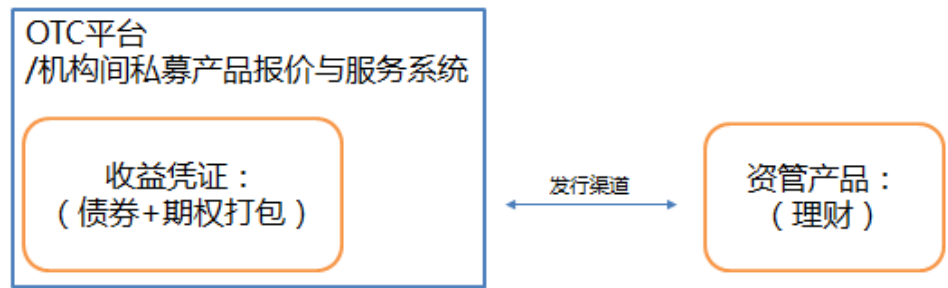 OTC平台
/机构间私募产品报价与服务系统
收益凭证：
（债券+期权打包）
发行渠道
资管产品：
（理财）